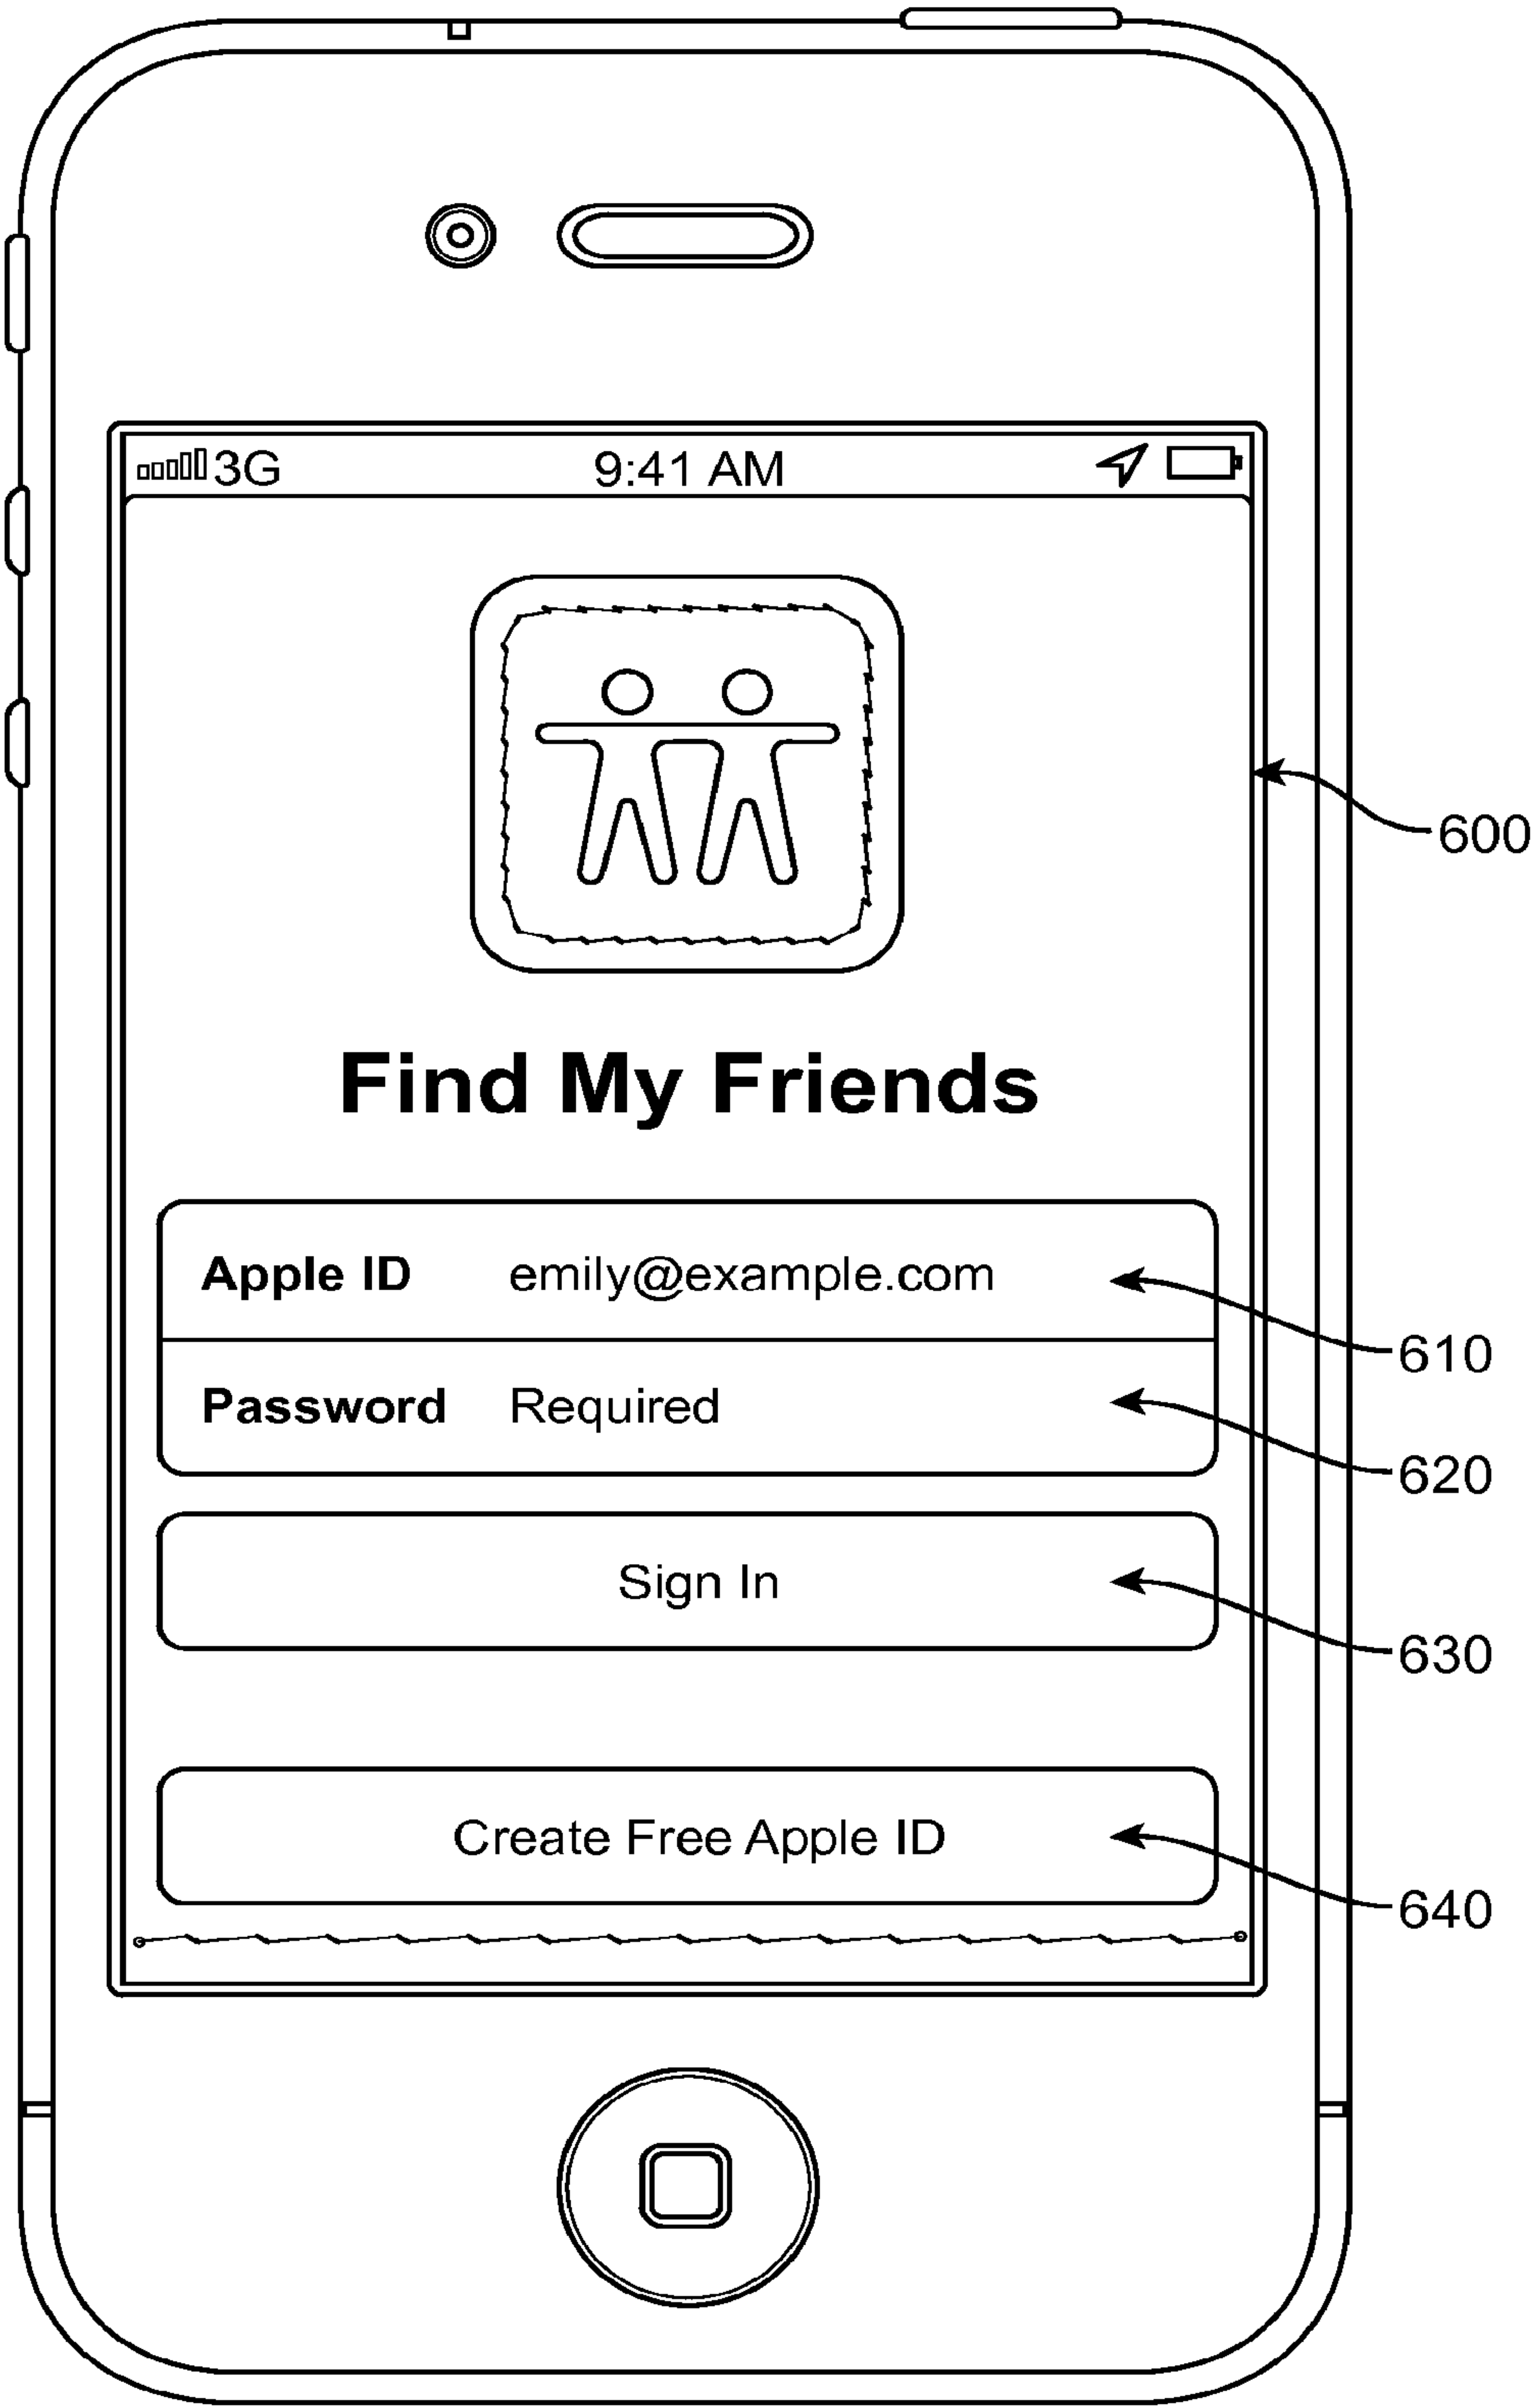 3G 9:41 AM
600
Find My Friends
Apple ID emily@example.com
610
Password Required
620
Sign In
630
Create Free Apple ID
640